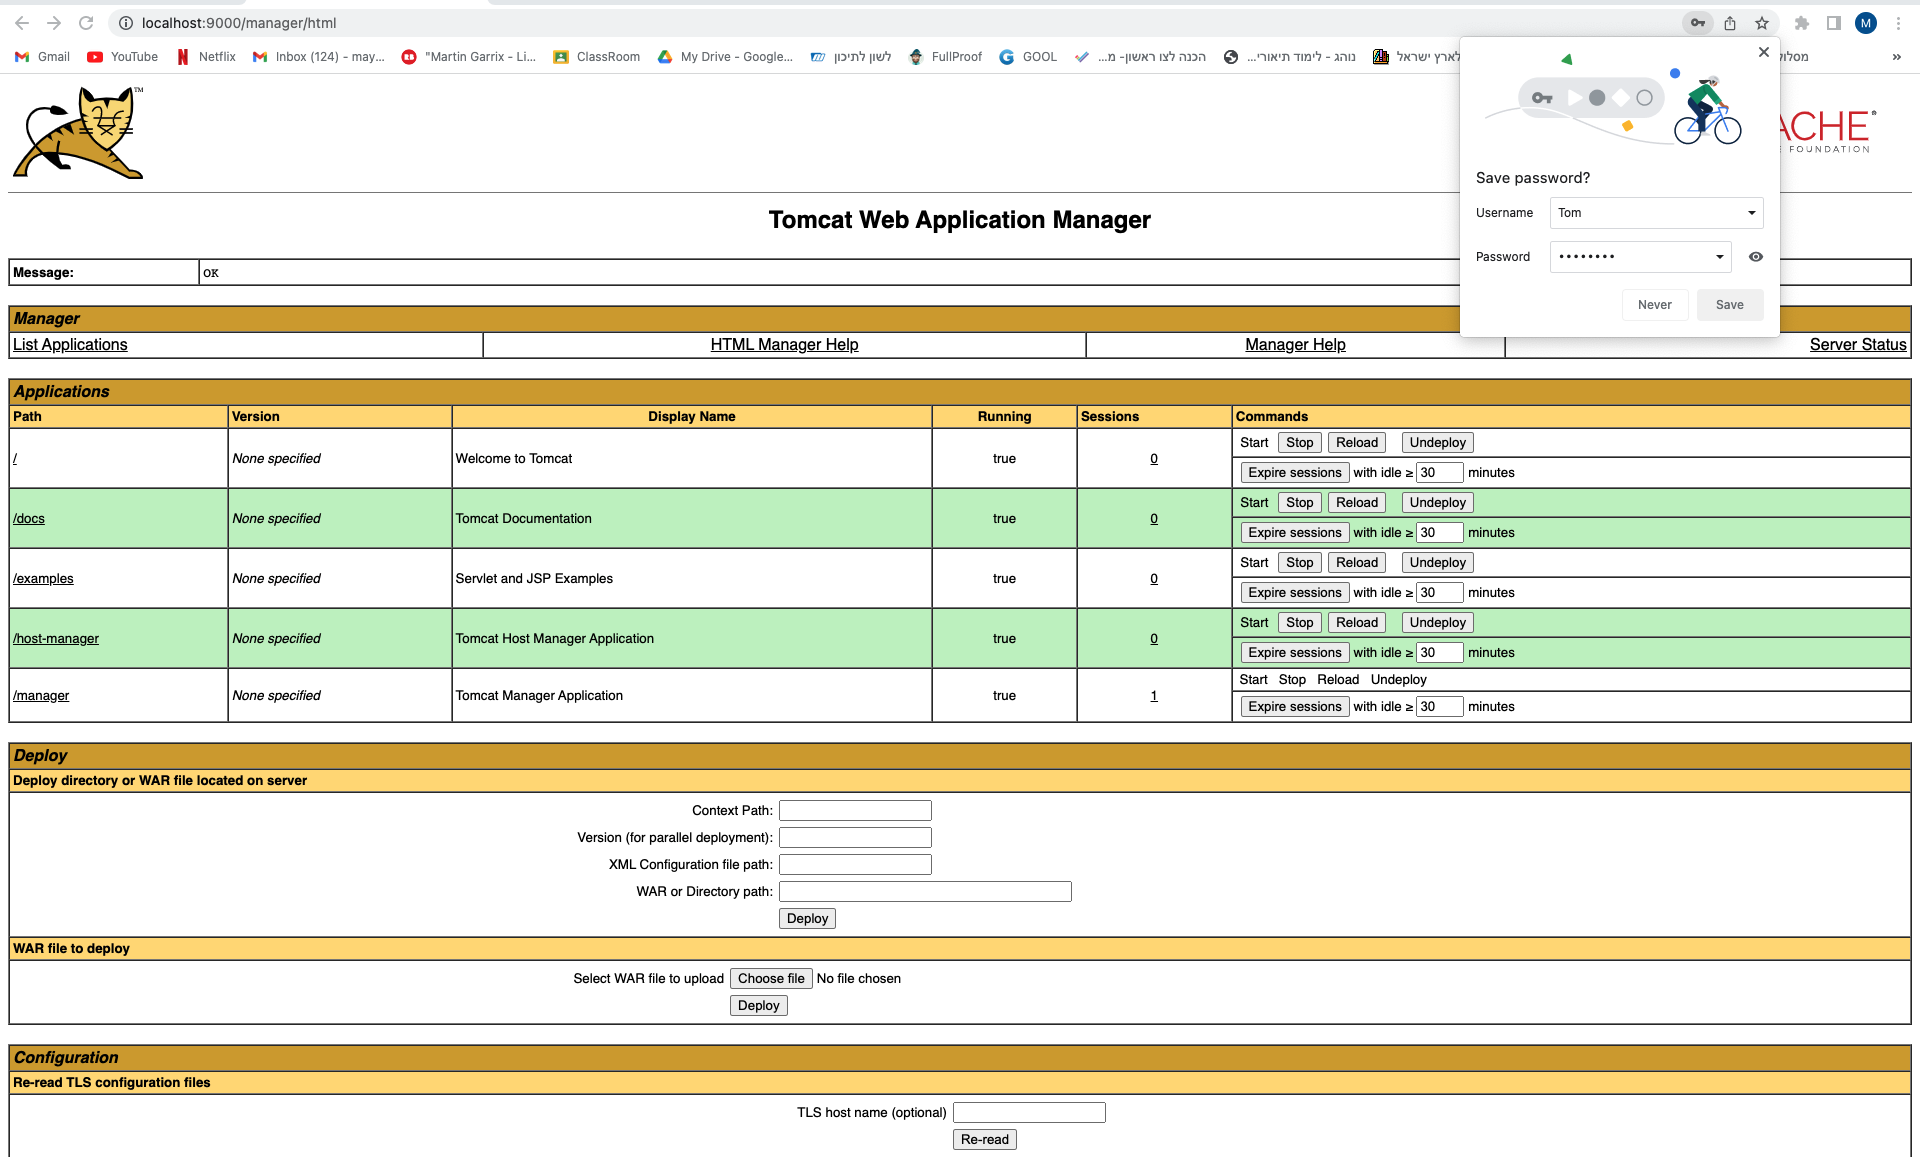 localhost:9000/manager/html
M
Gmail YouTube Netflix Inbox (124) - may... "Martin Garrix - Li... ClassRoom My Drive - Google... לשון לתיכון FullProof GOOL הכנה לצו ראשון- מ... נוהג - לימוד תיאורי... לארץ ישראל »
TM
ACHE
FOUNDATION
Save password?
Username Tom
Password ••••••••
Never Save
Tomcat Web Application Manager
Message: OK
Manager
List Applications HTML Manager Help Manager Help Server Status
Applications
Path Version Display Name Running Sessions Commands
/ None specified Welcome to Tomcat true 0 Start Stop Reload Undeploy
Expire sessions with idle ≥ 30 minutes
/docs None specified Tomcat Documentation true 0 Start Stop Reload Undeploy
Expire sessions with idle ≥ 30 minutes
/examples None specified Servlet and JSP Examples true 0 Start Stop Reload Undeploy
Expire sessions with idle ≥ 30 minutes
/host-manager None specified Tomcat Host Manager Application true 0 Start Stop Reload Undeploy
Expire sessions with idle ≥ 30 minutes
/manager None specified Tomcat Manager Application true 1 Start Stop Reload Undeploy
Expire sessions with idle ≥ 30 minutes
Deploy
Deploy directory or WAR file located on server
Context Path:
Version (for parallel deployment):
XML Configuration file path:
WAR or Directory path:
Deploy
WAR file to deploy
Select WAR file to upload Choose file No file chosen
Deploy
Configuration
Re-read TLS configuration files
TLS host name (optional)
Re-read